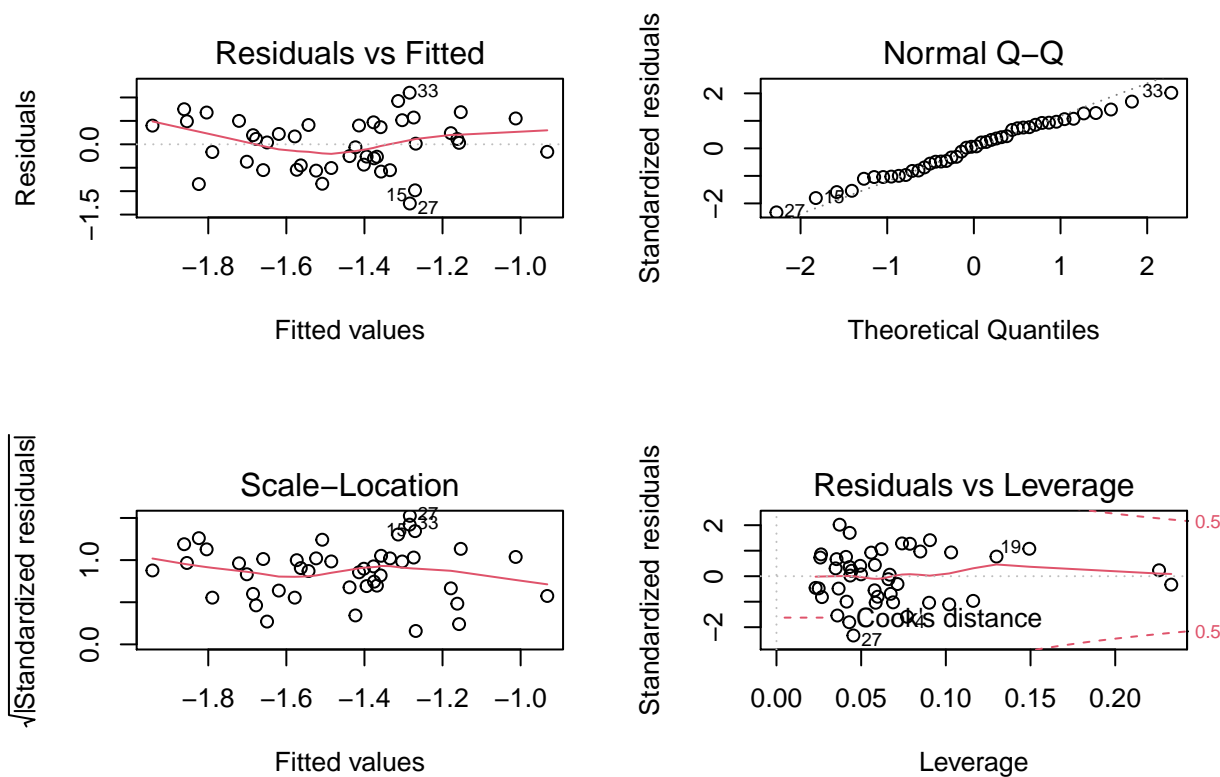 Residuals vs Fitted
Residuals
0.0
−1.5
33
15
27
−1.8 −1.6 −1.4 −1.2 −1.0
Fitted values
Normal Q−Q
Standardized residuals
2
0
−2
33
15
27
−2 −1 0 1 2
Theoretical Quantiles
Scale−Location
√|Standardized residuals|
1.0
0.0
27
33
15
−1.8 −1.6 −1.4 −1.2 −1.0
Fitted values
Residuals vs Leverage
Standardized residuals
2
0
−2
0.5
19
Cook's distance
4
27
0.5
0.00 0.05 0.10 0.15 0.20
Leverage